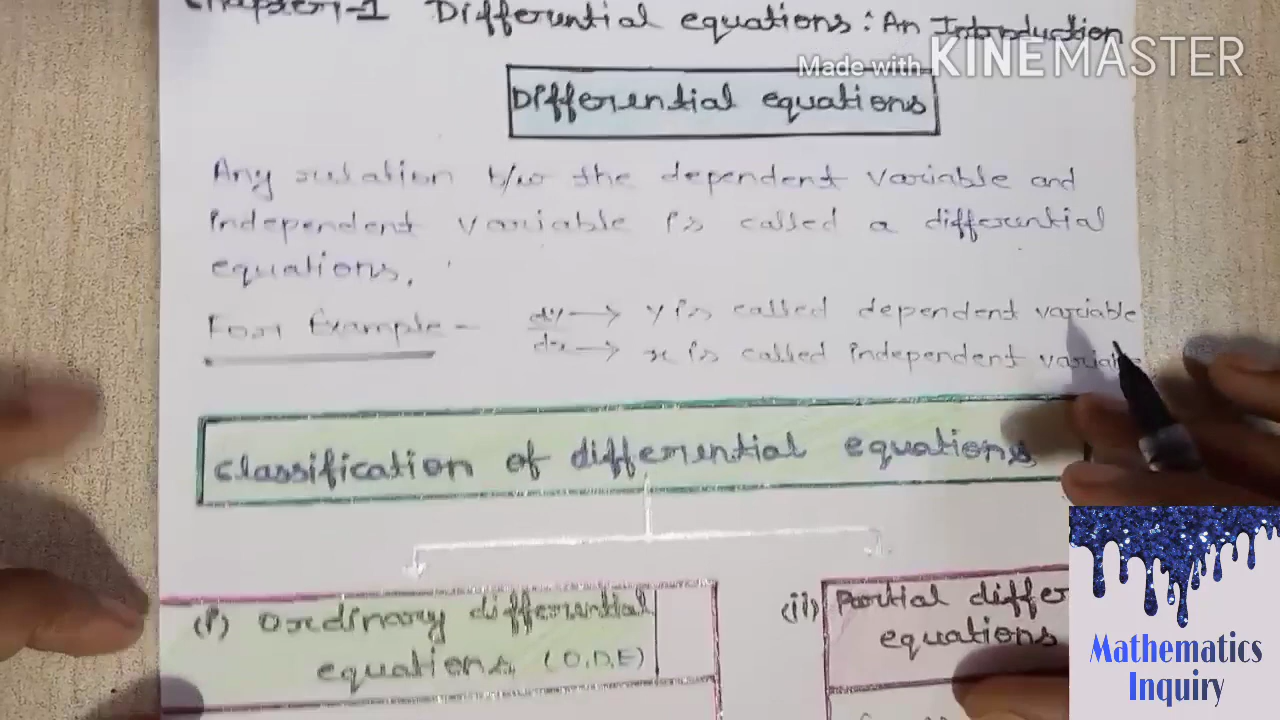 Chapter-1 Differential equations: An Introduction
Made with KINEMASTER
Differential equations
Any relation b/w the dependent variable and
independent variable is called a differential
equations.
For Example - dy → y is called dependent variable
dx → x is called independent
Classification of differential equations
(i) Ordinary differential
equations (O.D.E)
(ii) Partial
equations
Mathematics
Inquiry